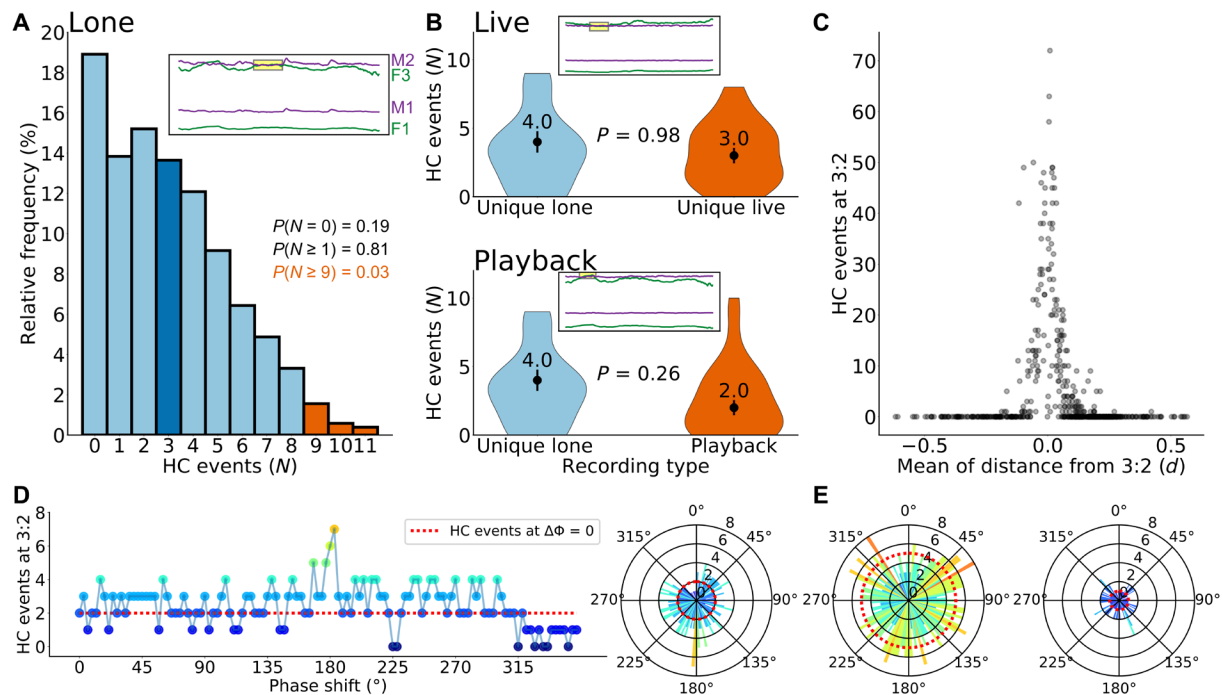 A Lone
20
18
16
14
12
10
8
6
4
2
0
Relative frequency (%)
0 1 2 3 4 5 6 7 8 9 10 11
HC events (N)
M2
F3
M1
F1
P(N = 0) = 0.19
P(N ≥ 1) = 0.81
P(N ≥ 9) = 0.03
B Live
10
5
0
HC events (N)
4.0
P = 0.98
3.0
Unique lone Unique live
Playback
10
5
0
HC events (N)
4.0
P = 0.26
2.0
Unique lone Playback
Recording type
C
70
60
50
40
30
20
10
0
HC events at 3:2
−0.5 0.0 0.5
Mean of distance from 3:2 (d)
D
8
6
4
2
0
HC events at 3:2
HC events at ΔΦ = 0
0 45 90 135 180 225 270 315
Phase shift (°)
0°
315° 8 45°
6
4
2
0
270° 90°
225° 135°
180°
E
0°
315° 8 45°
6
4
2
0
270° 90°
225° 135°
180°
0°
315° 8 45°
6
4
2
0
270° 90°
225° 135°
180°